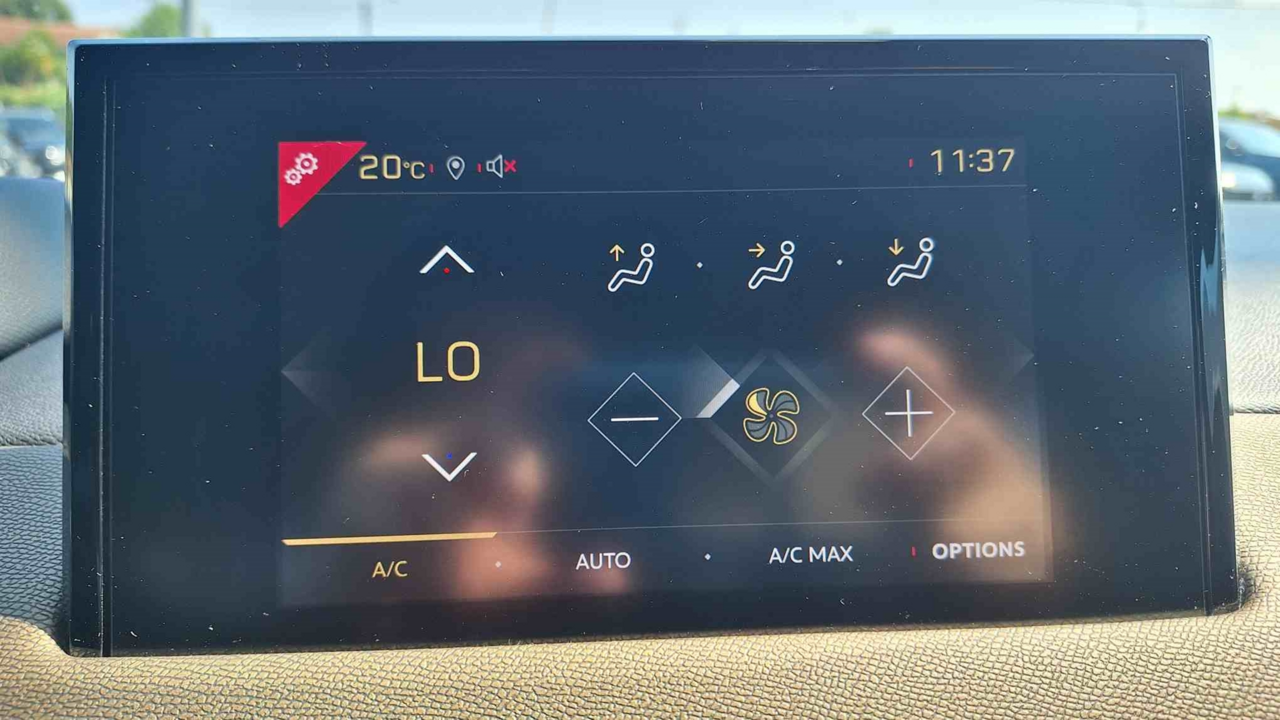 20°C 11:37
LO
A/C AUTO A/C MAX OPTIONS